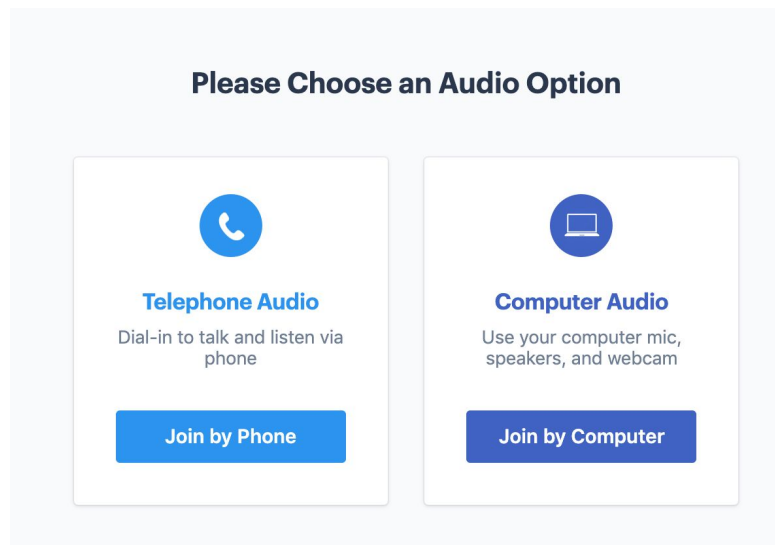 Please Choose an Audio Option
Telephone Audio
Dial-in to talk and listen via
phone
Join by Phone
Computer Audio
Use your computer mic,
speakers, and webcam
Join by Computer